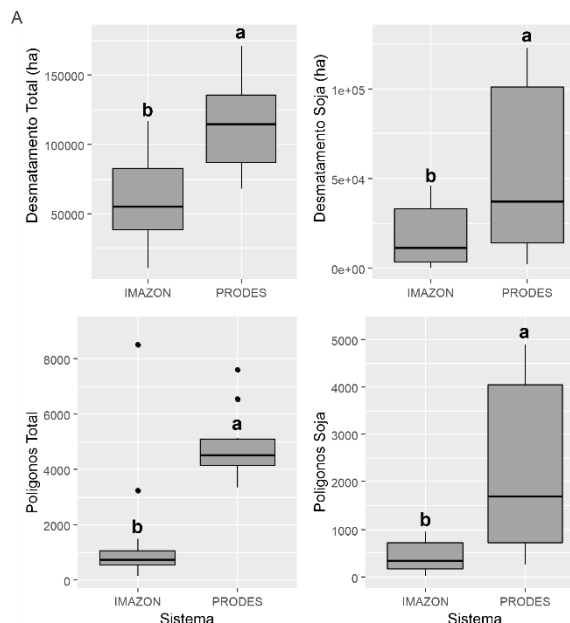 A
Desmatamento Total (ha)
150000
100000
50000
b
a
IMAZON
PRODES
Desmatamento Soja (ha)
1e+05
5e+04
0e+00
b
a
IMAZON
PRODES
Poligonos Total
8000
6000
4000
2000
0
b
a
IMAZON
PRODES
Sistema
Poligonos Soja
5000
4000
3000
2000
1000
0
b
a
IMAZON
PRODES
Sistema